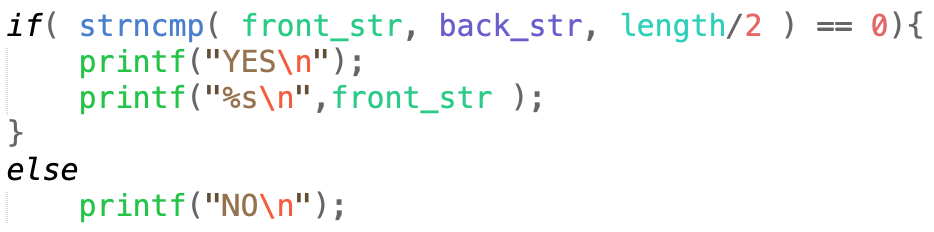 if( strncmp( front_str, back_str, length/2 ) == 0){
    printf("YES\n");
    printf("%s\n",front_str );
}
else
    printf("NO\n");